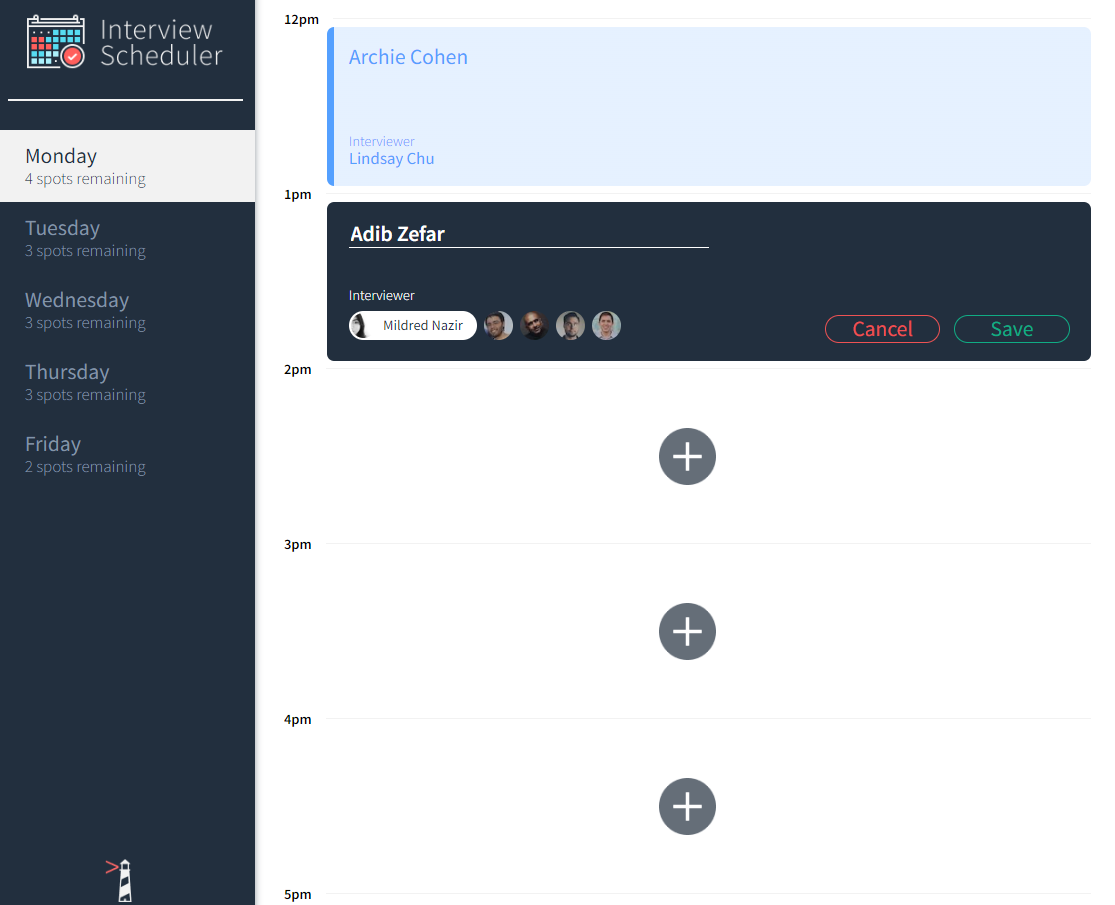 Interview
Scheduler
Monday
4 spots remaining
Tuesday
3 spots remaining
Wednesday
3 spots remaining
Thursday
3 spots remaining
Friday
2 spots remaining
12pm
Archie Cohen
Interviewer
Lindsay Chu
1pm
Adib Zefar
Interviewer
Mildred Nazir
Cancel Save
2pm
3pm
4pm
5pm